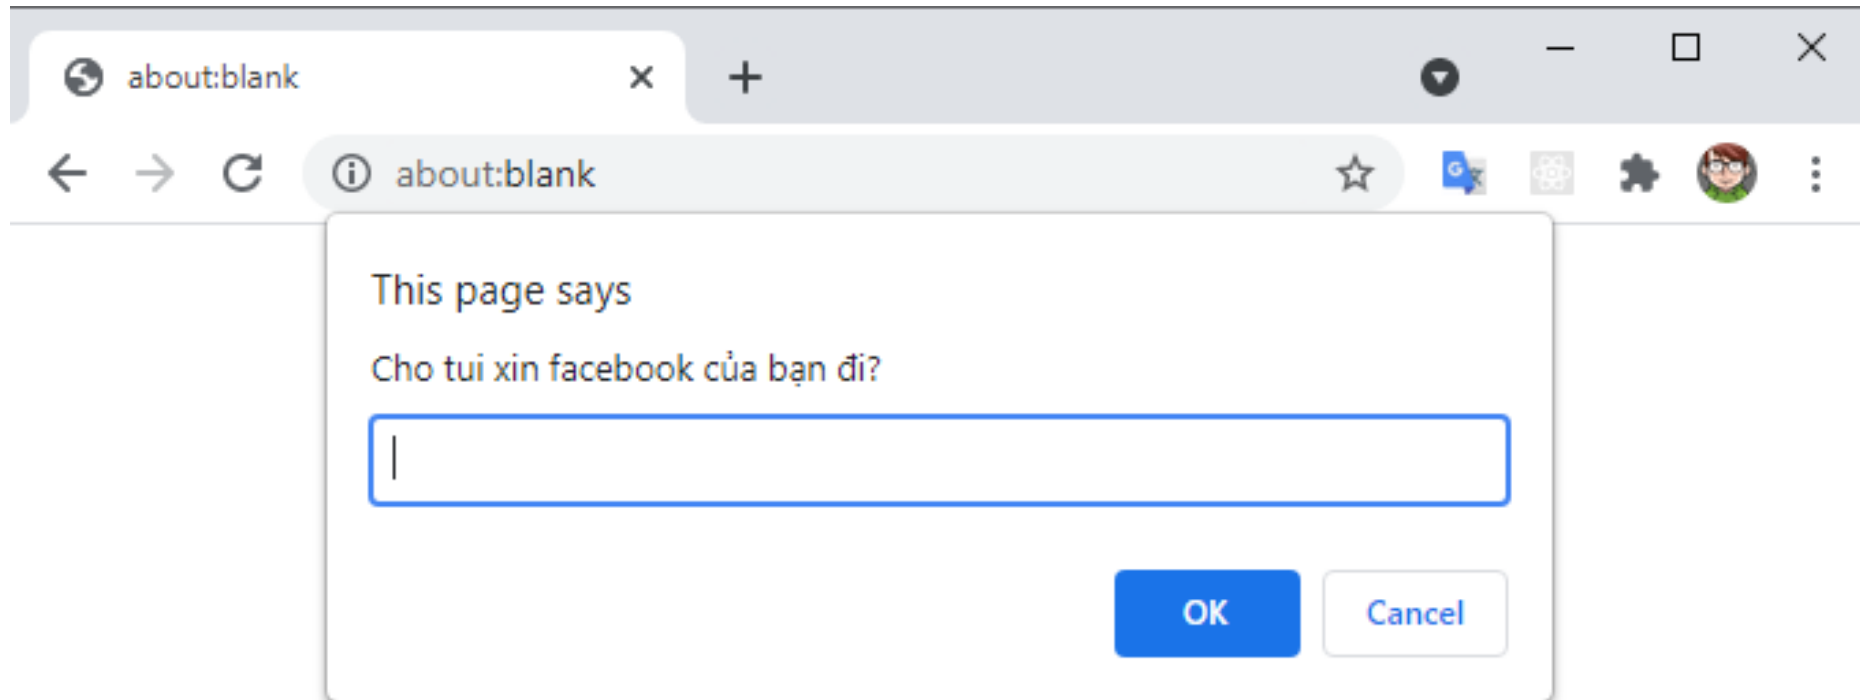 about:blank
about:blank
This page says
Cho tui xin facebook của bạn đi?
OK
Cancel